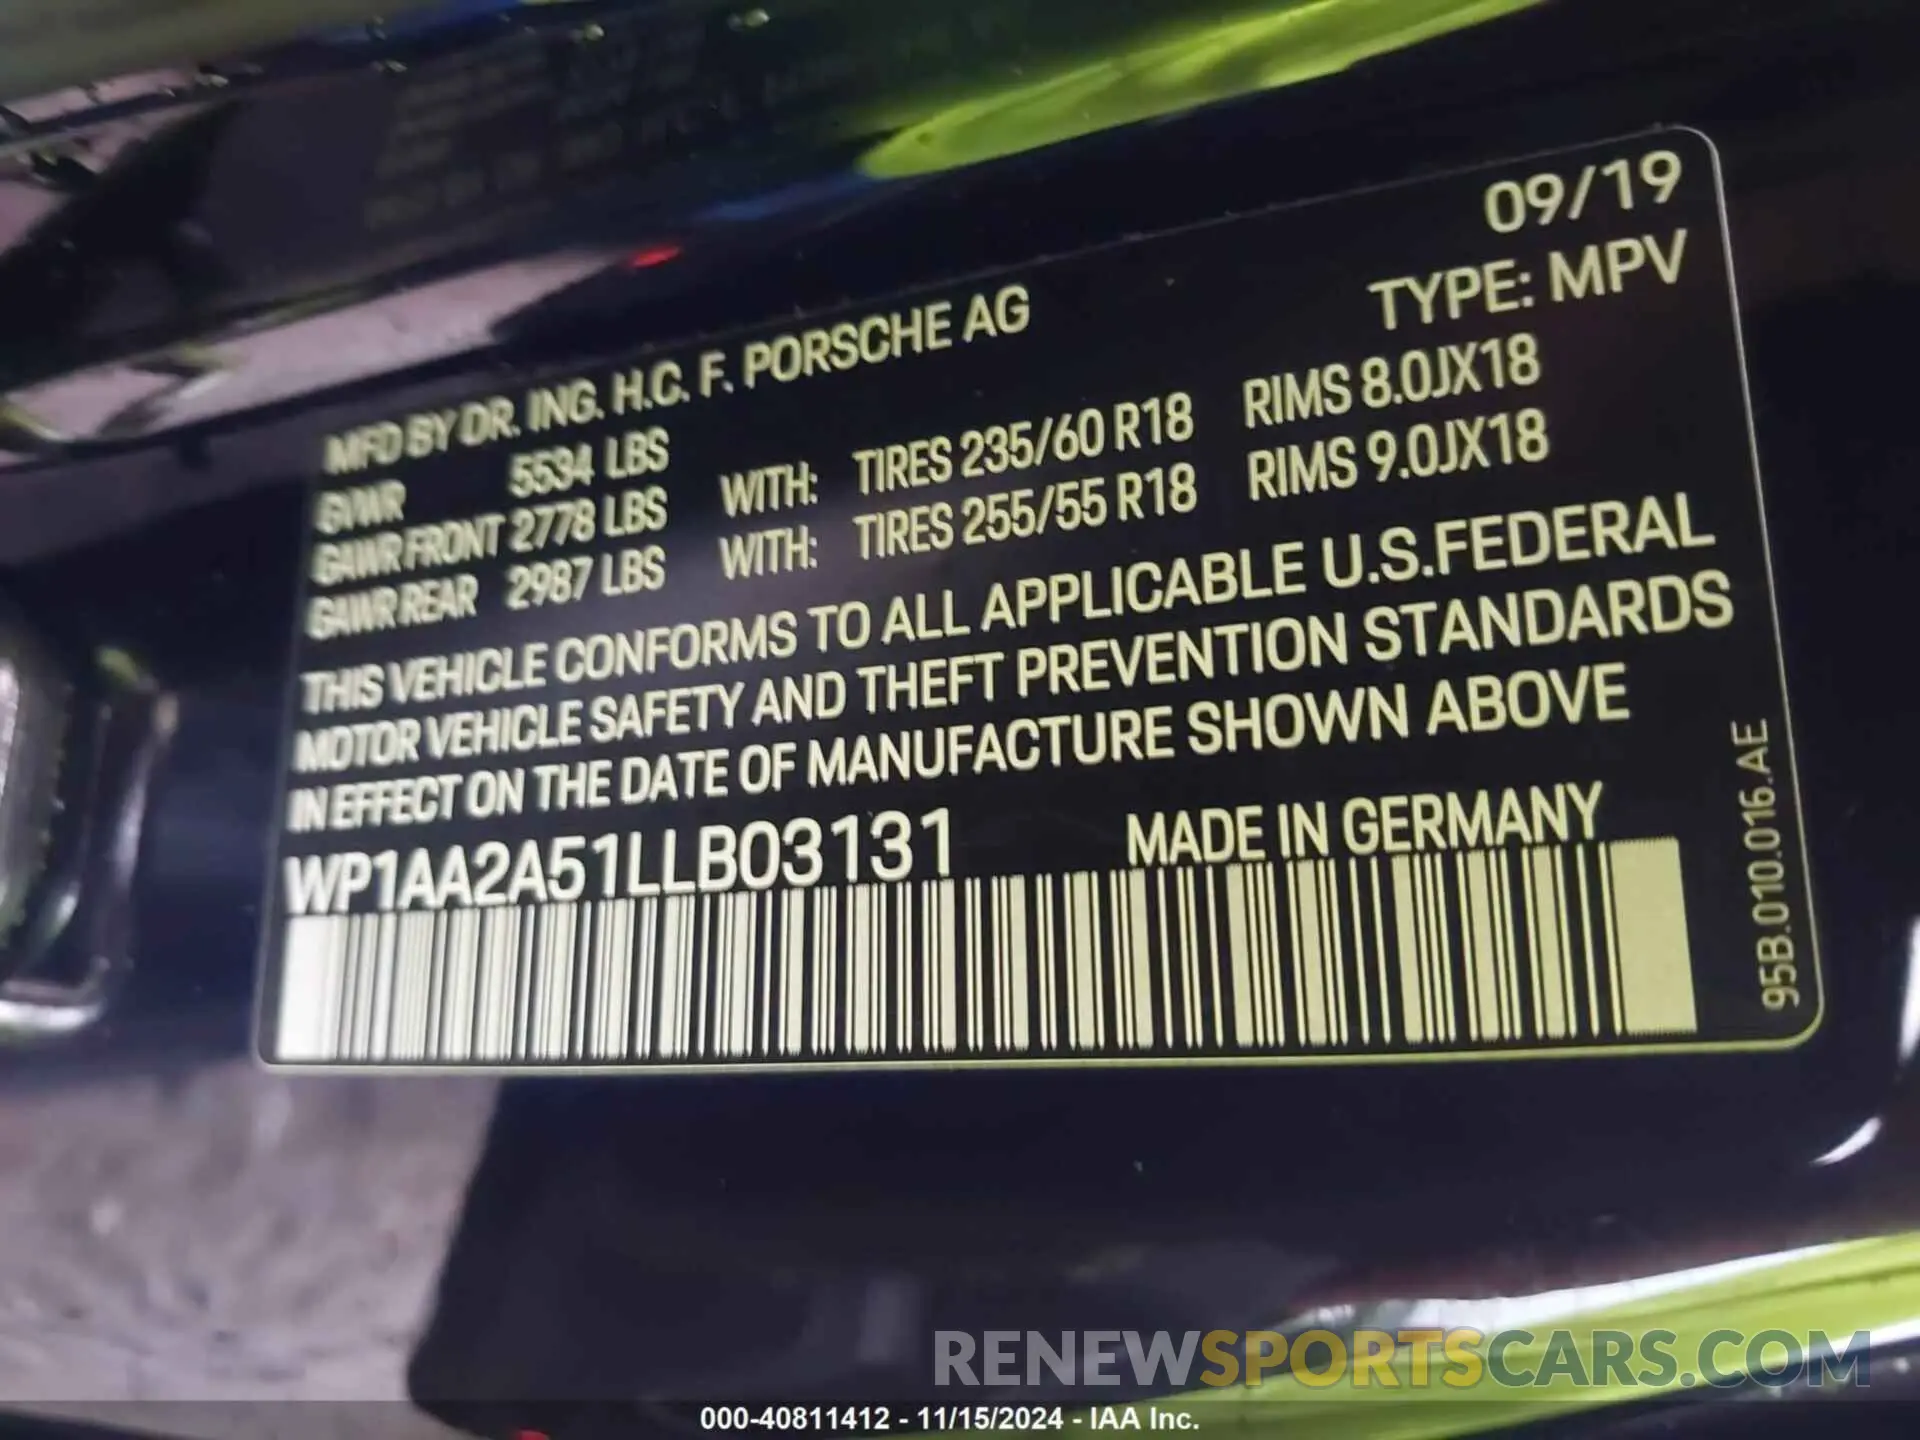 09/19
TYPE: MPV
MFD BY DR. ING. H.C. F. PORSCHE AG
GVWR 5534 LBS
GAWR FRONT 2778 LBS WITH: TIRES 235/60 R18 RIMS 8.0JX18
GAWR REAR 2987 LBS WITH: TIRES 255/55 R18 RIMS 9.0JX18
THIS VEHICLE CONFORMS TO ALL APPLICABLE U.S.FEDERAL
MOTOR VEHICLE SAFETY AND THEFT PREVENTION STANDARDS
IN EFFECT ON THE DATE OF MANUFACTURE SHOWN ABOVE
WP1AA2A51LLB03131 MADE IN GERMANY
95B.010.016.AE
RENEWSPORTSCARS.COM
000-40811412 - 11/15/2024 - IAA Inc.